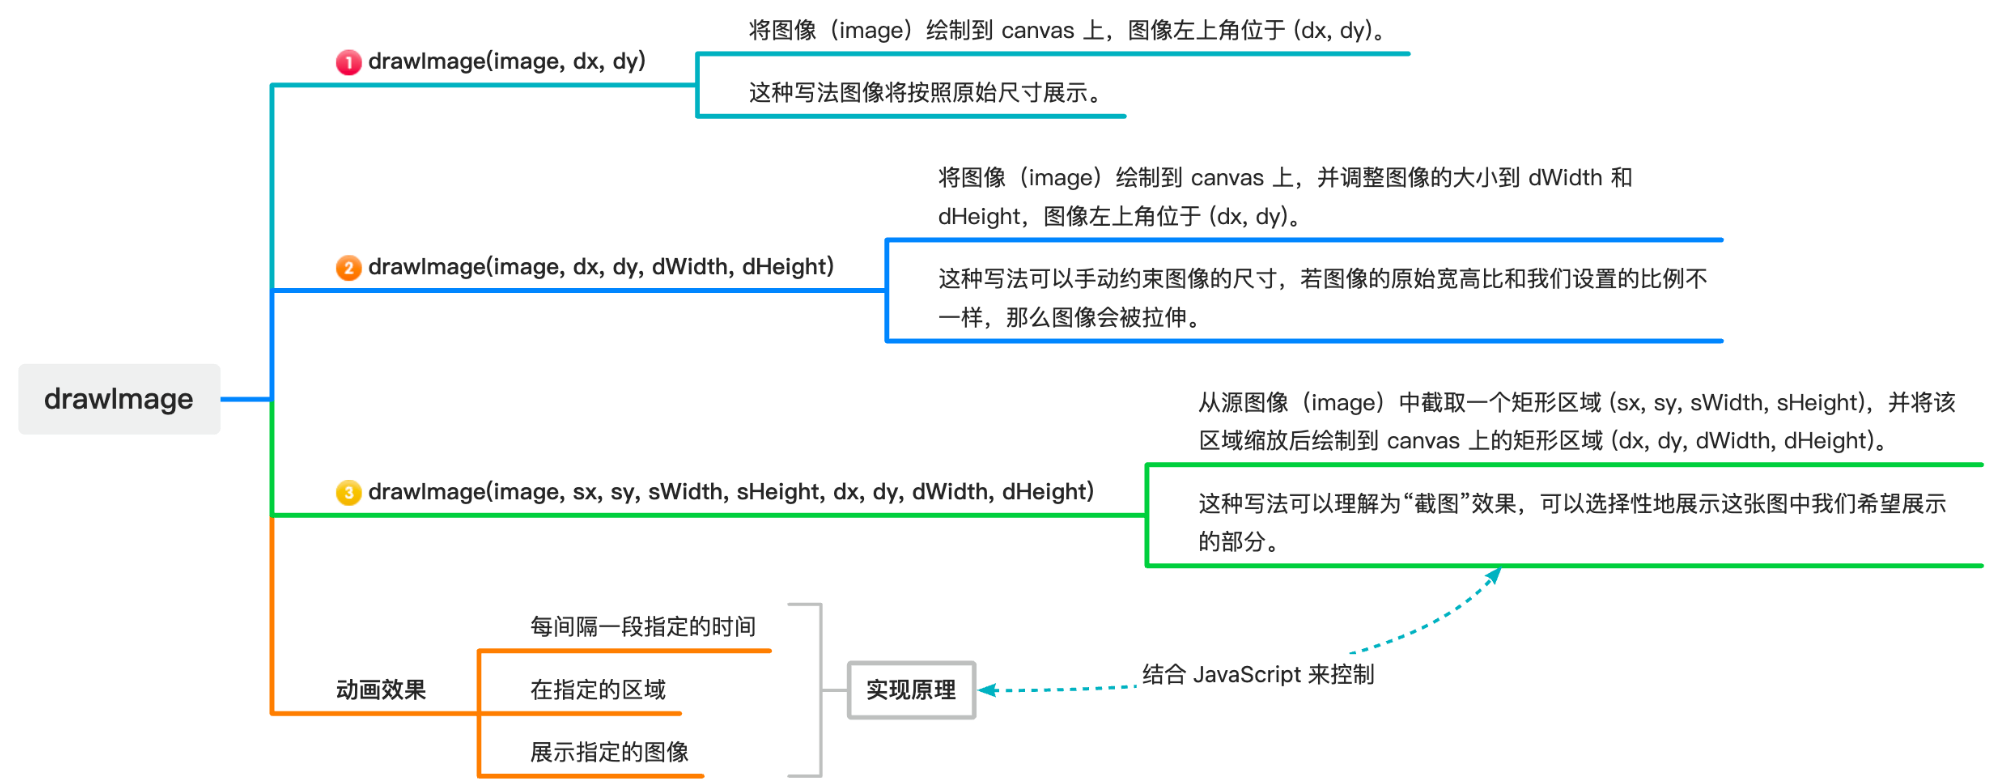 将图像（image）绘制到 canvas 上，图像左上角位于 (dx, dy)。
1 drawImage(image, dx, dy)
这种写法图像将按照原始尺寸展示。
将图像（image）绘制到 canvas 上，并调整图像的大小到 dWidth 和
dHeight，图像左上角位于 (dx, dy)。
2 drawImage(image, dx, dy, dWidth, dHeight)
这种写法可以手动约束图像的尺寸，若图像的原始宽高比和我们设置的比例不
一样，那么图像会被拉伸。
drawImage
从源图像（image）中截取一个矩形区域 (sx, sy, sWidth, sHeight)，并将该
区域缩放后绘制到 canvas 上的矩形区域 (dx, dy, dWidth, dHeight)。
3 drawImage(image, sx, sy, sWidth, sHeight, dx, dy, dWidth, dHeight)
这种写法可以理解为“截图”效果，可以选择性地展示这张图中我们希望展示
的部分。
每间隔一段指定的时间
动画效果
在指定的区域
展示指定的图像
实现原理
结合 JavaScript 来控制